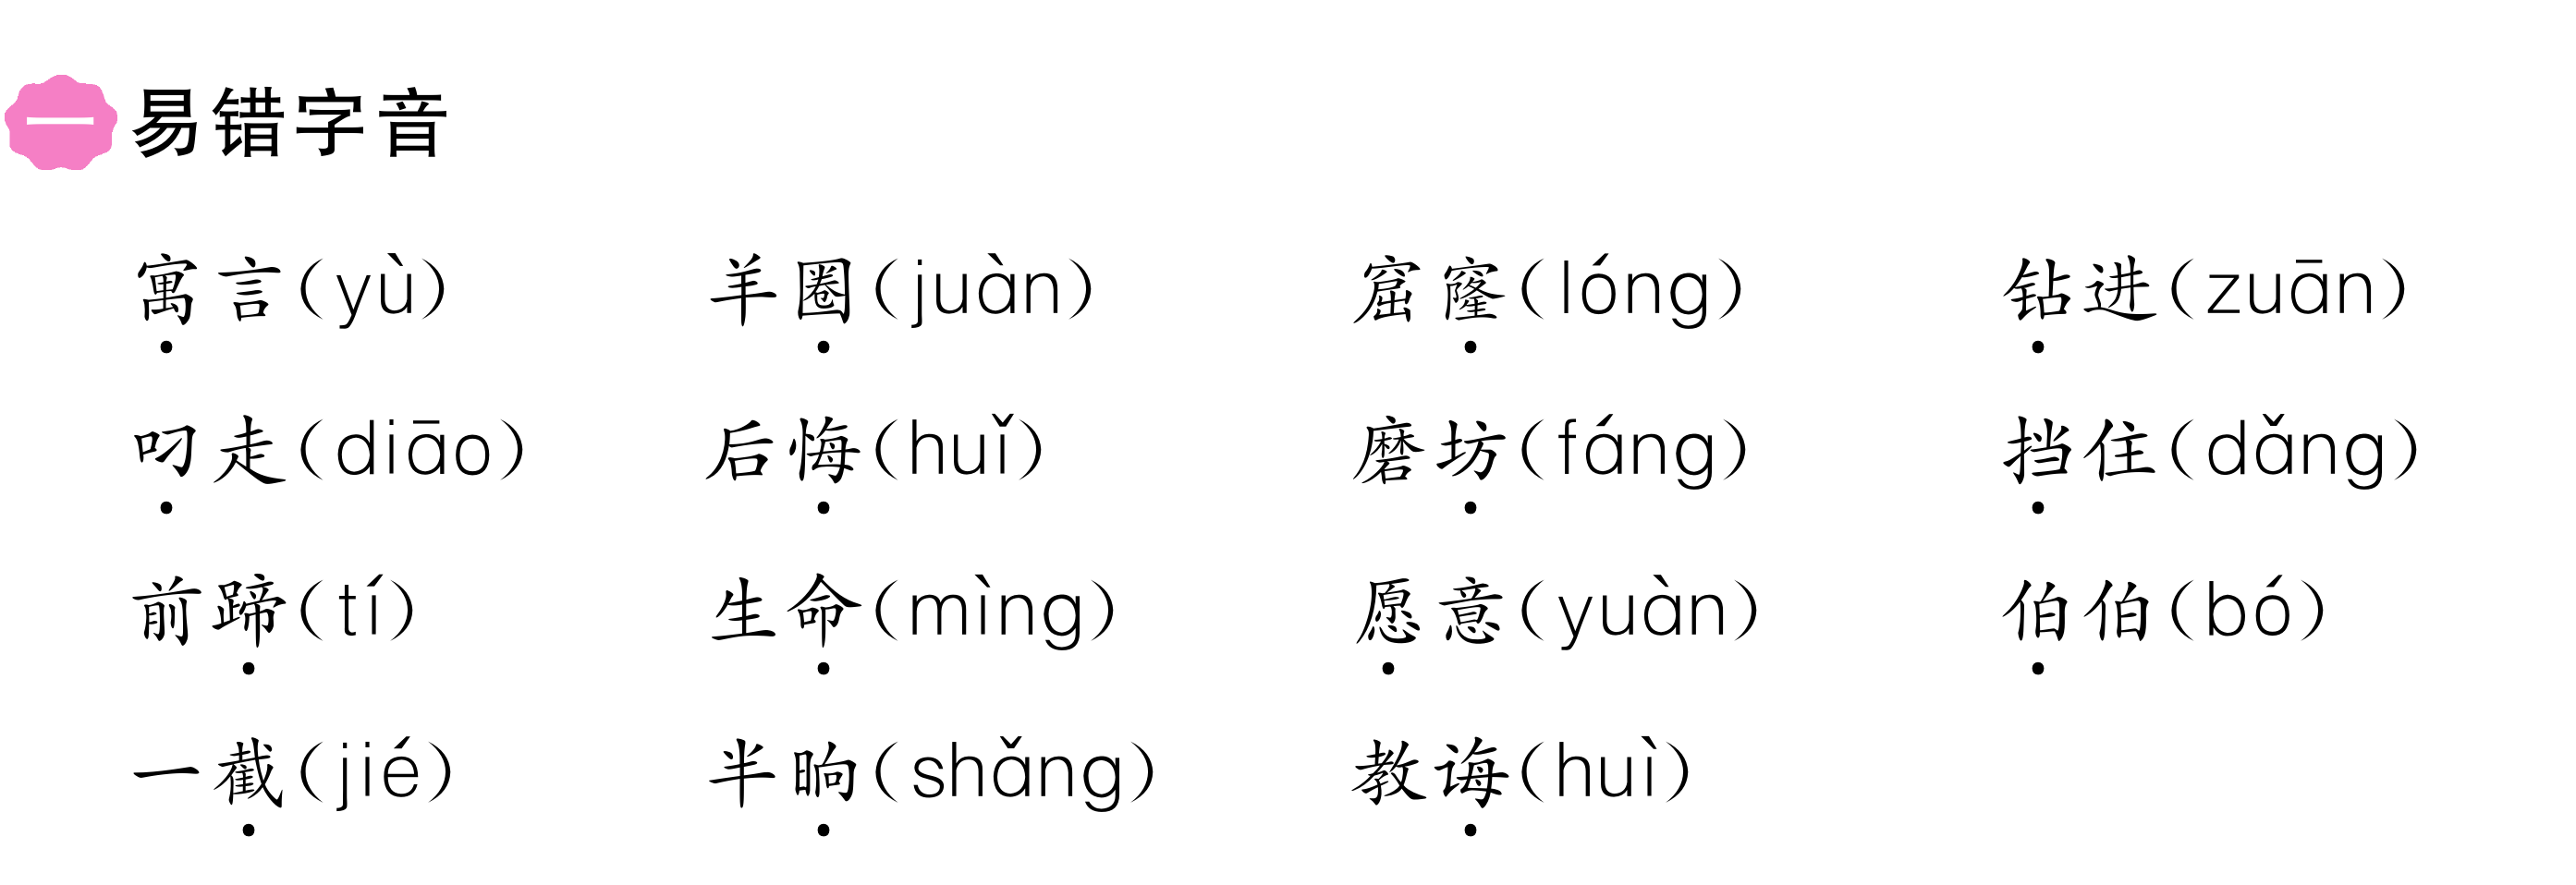 一 易错字音
寓言(yù) 羊圈(juàn) 窟窿(lóng) 钻进(zuān)
叼走(diāo) 后悔(huǐ) 磨坊(fáng) 挡住(dǎng)
前蹄(tí) 生命(mìng) 愿意(yuàn) 伯伯(bó)
一截(jié) 半晌(shǎng) 教诲(huì)